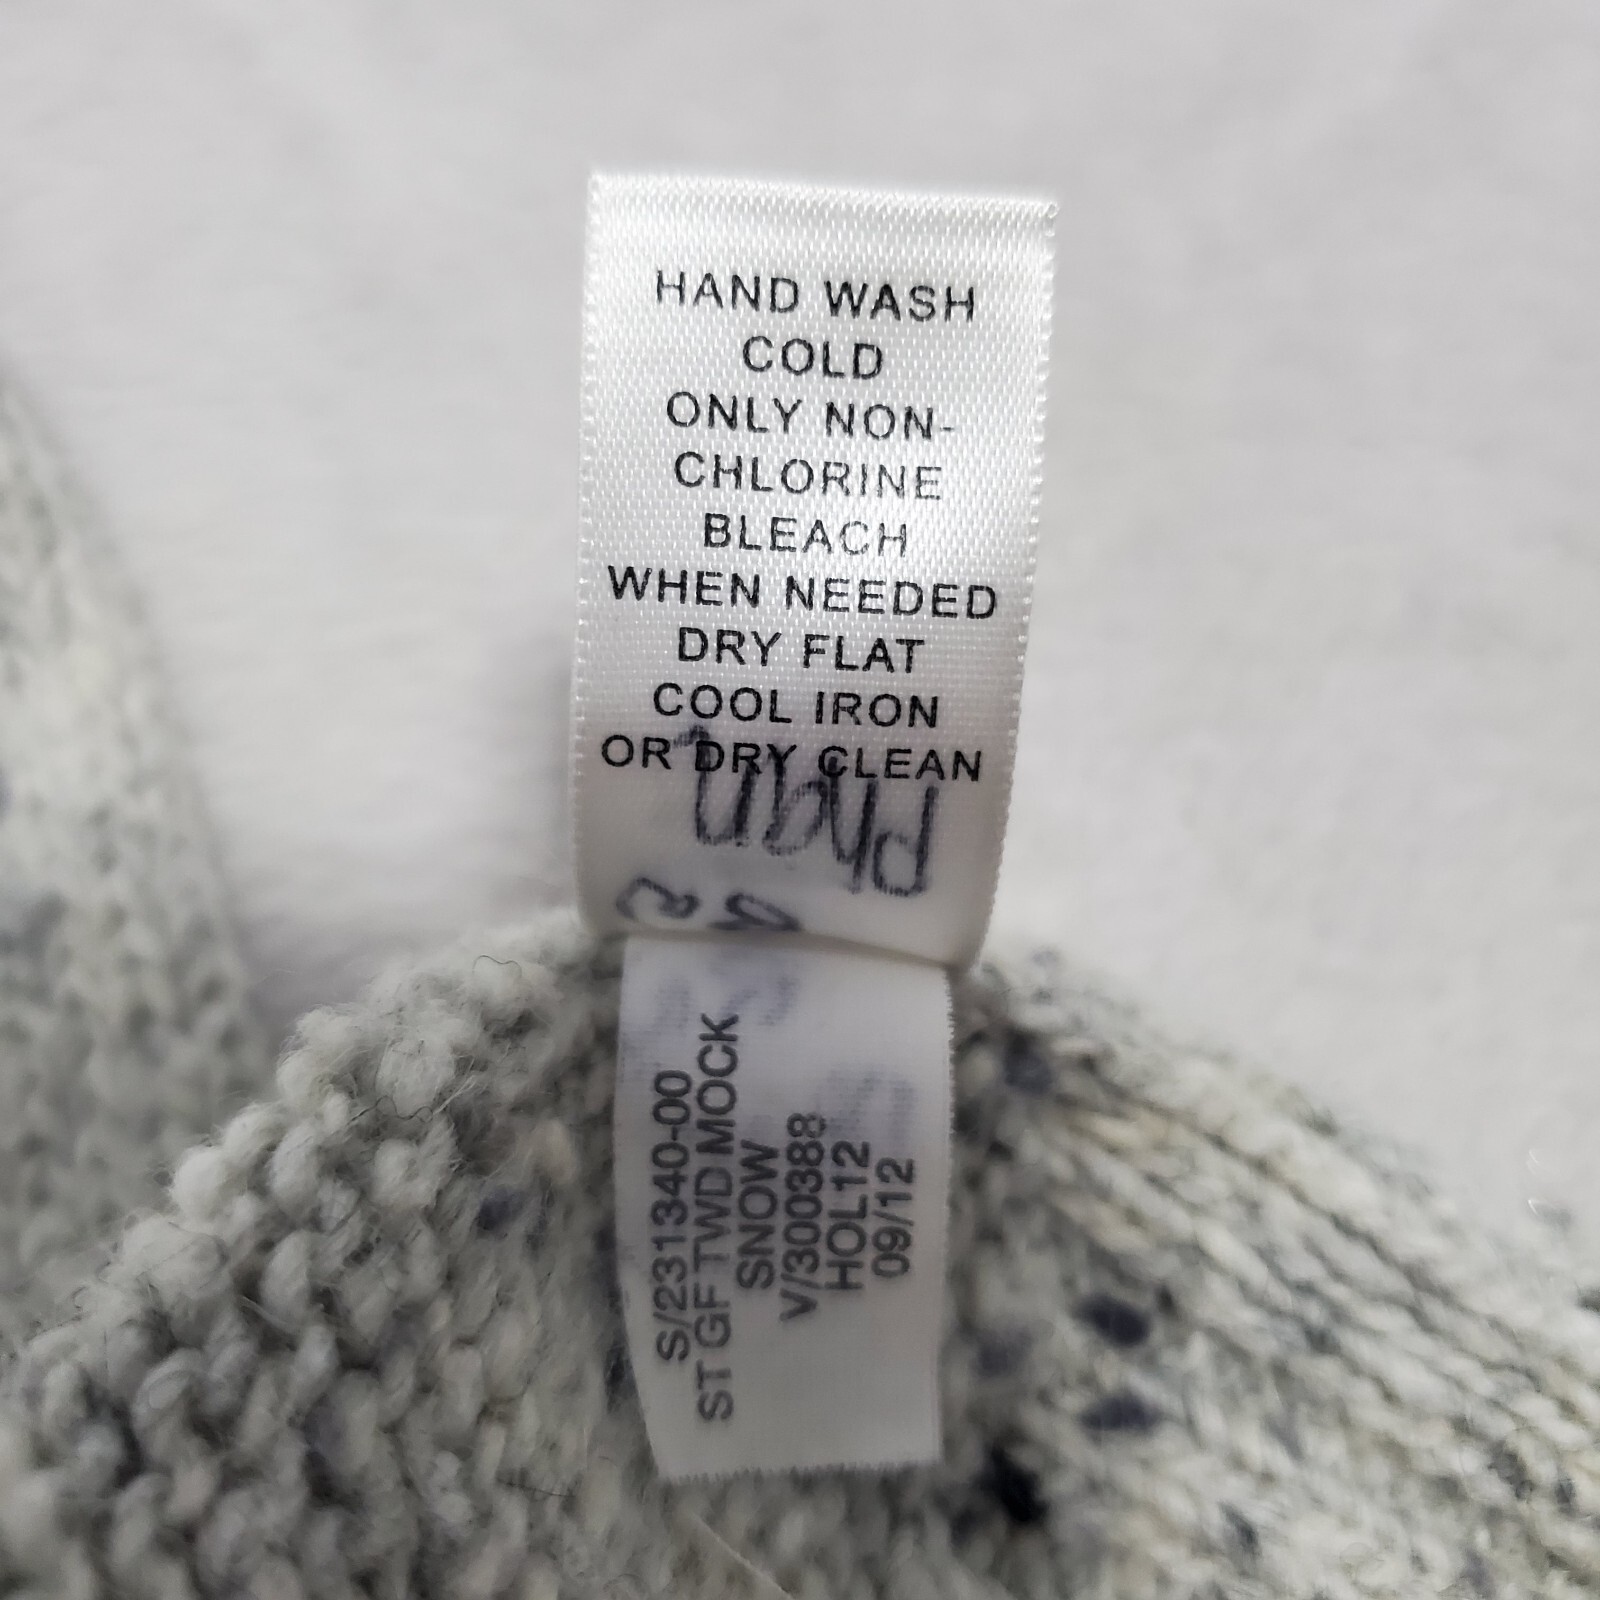 HAND WASH
COLD
ONLY NON-
CHLORINE
BLEACH
WHEN NEEDED
DRY FLAT
COOL IRON
OR DRY CLEAN
Phan
S/231340-00
ST GF TWD MOCK
SNOW
V/300388
HOL12
09/12